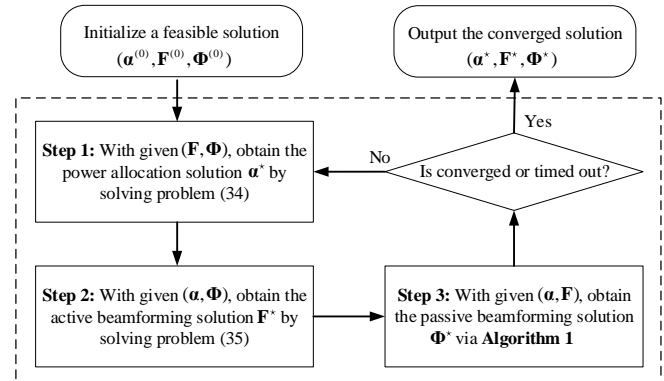 Initialize a feasible solution
(α⁽⁰⁾, F⁽⁰⁾, Φ⁽⁰⁾)
Output the converged solution
(α*, F*, Φ*)
Step 1: With given (F, Φ), obtain the
power allocation solution α* by
solving problem (34)
No
Yes
Is converged or timed out?
Step 2: With given (α, Φ), obtain the
active beamforming solution F* by
solving problem (35)
Step 3: With given (α, F), obtain
the passive beamforming solution
Φ* via Algorithm 1